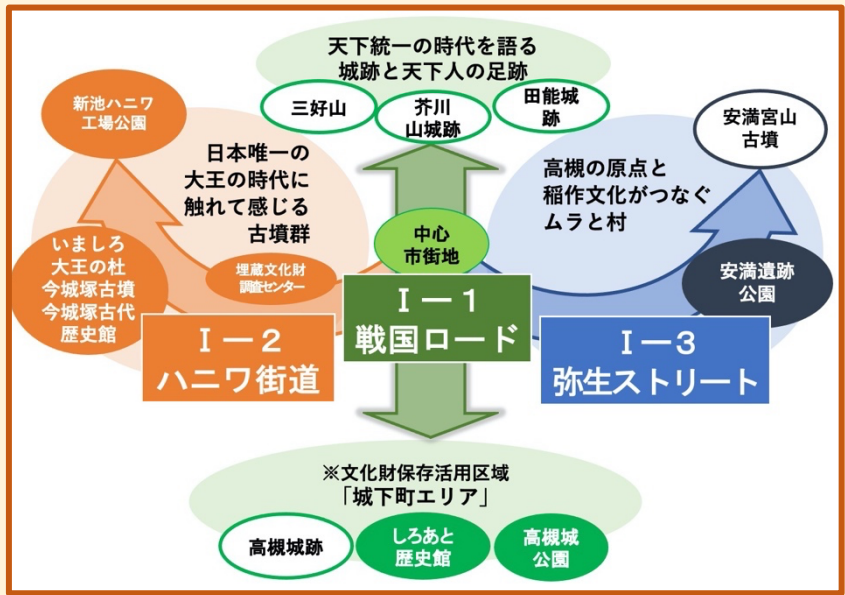 天下統一の時代を語る
城跡と天下人の足跡
三好山
芥川
山城跡
田能城
跡
新池ハニワ
工場公園
日本唯一の
大王の時代に
触れて感じる
古墳群
いましろ
大王の杜
今城塚古墳
今城塚古代
歴史館
埋蔵文化財
調査センター
中心
市街地
高槻の原点と
稲作文化がつなぐ
ムラと村
安満宮山
古墳
安満遺跡
公園
Ⅰ－2
ハニワ街道
Ⅰ－1
戦国ロード
Ⅰ－3
弥生ストリート
※文化財保存活用区域
「城下町エリア」
高槻城跡
しろあと
歴史館
高槻城
公園